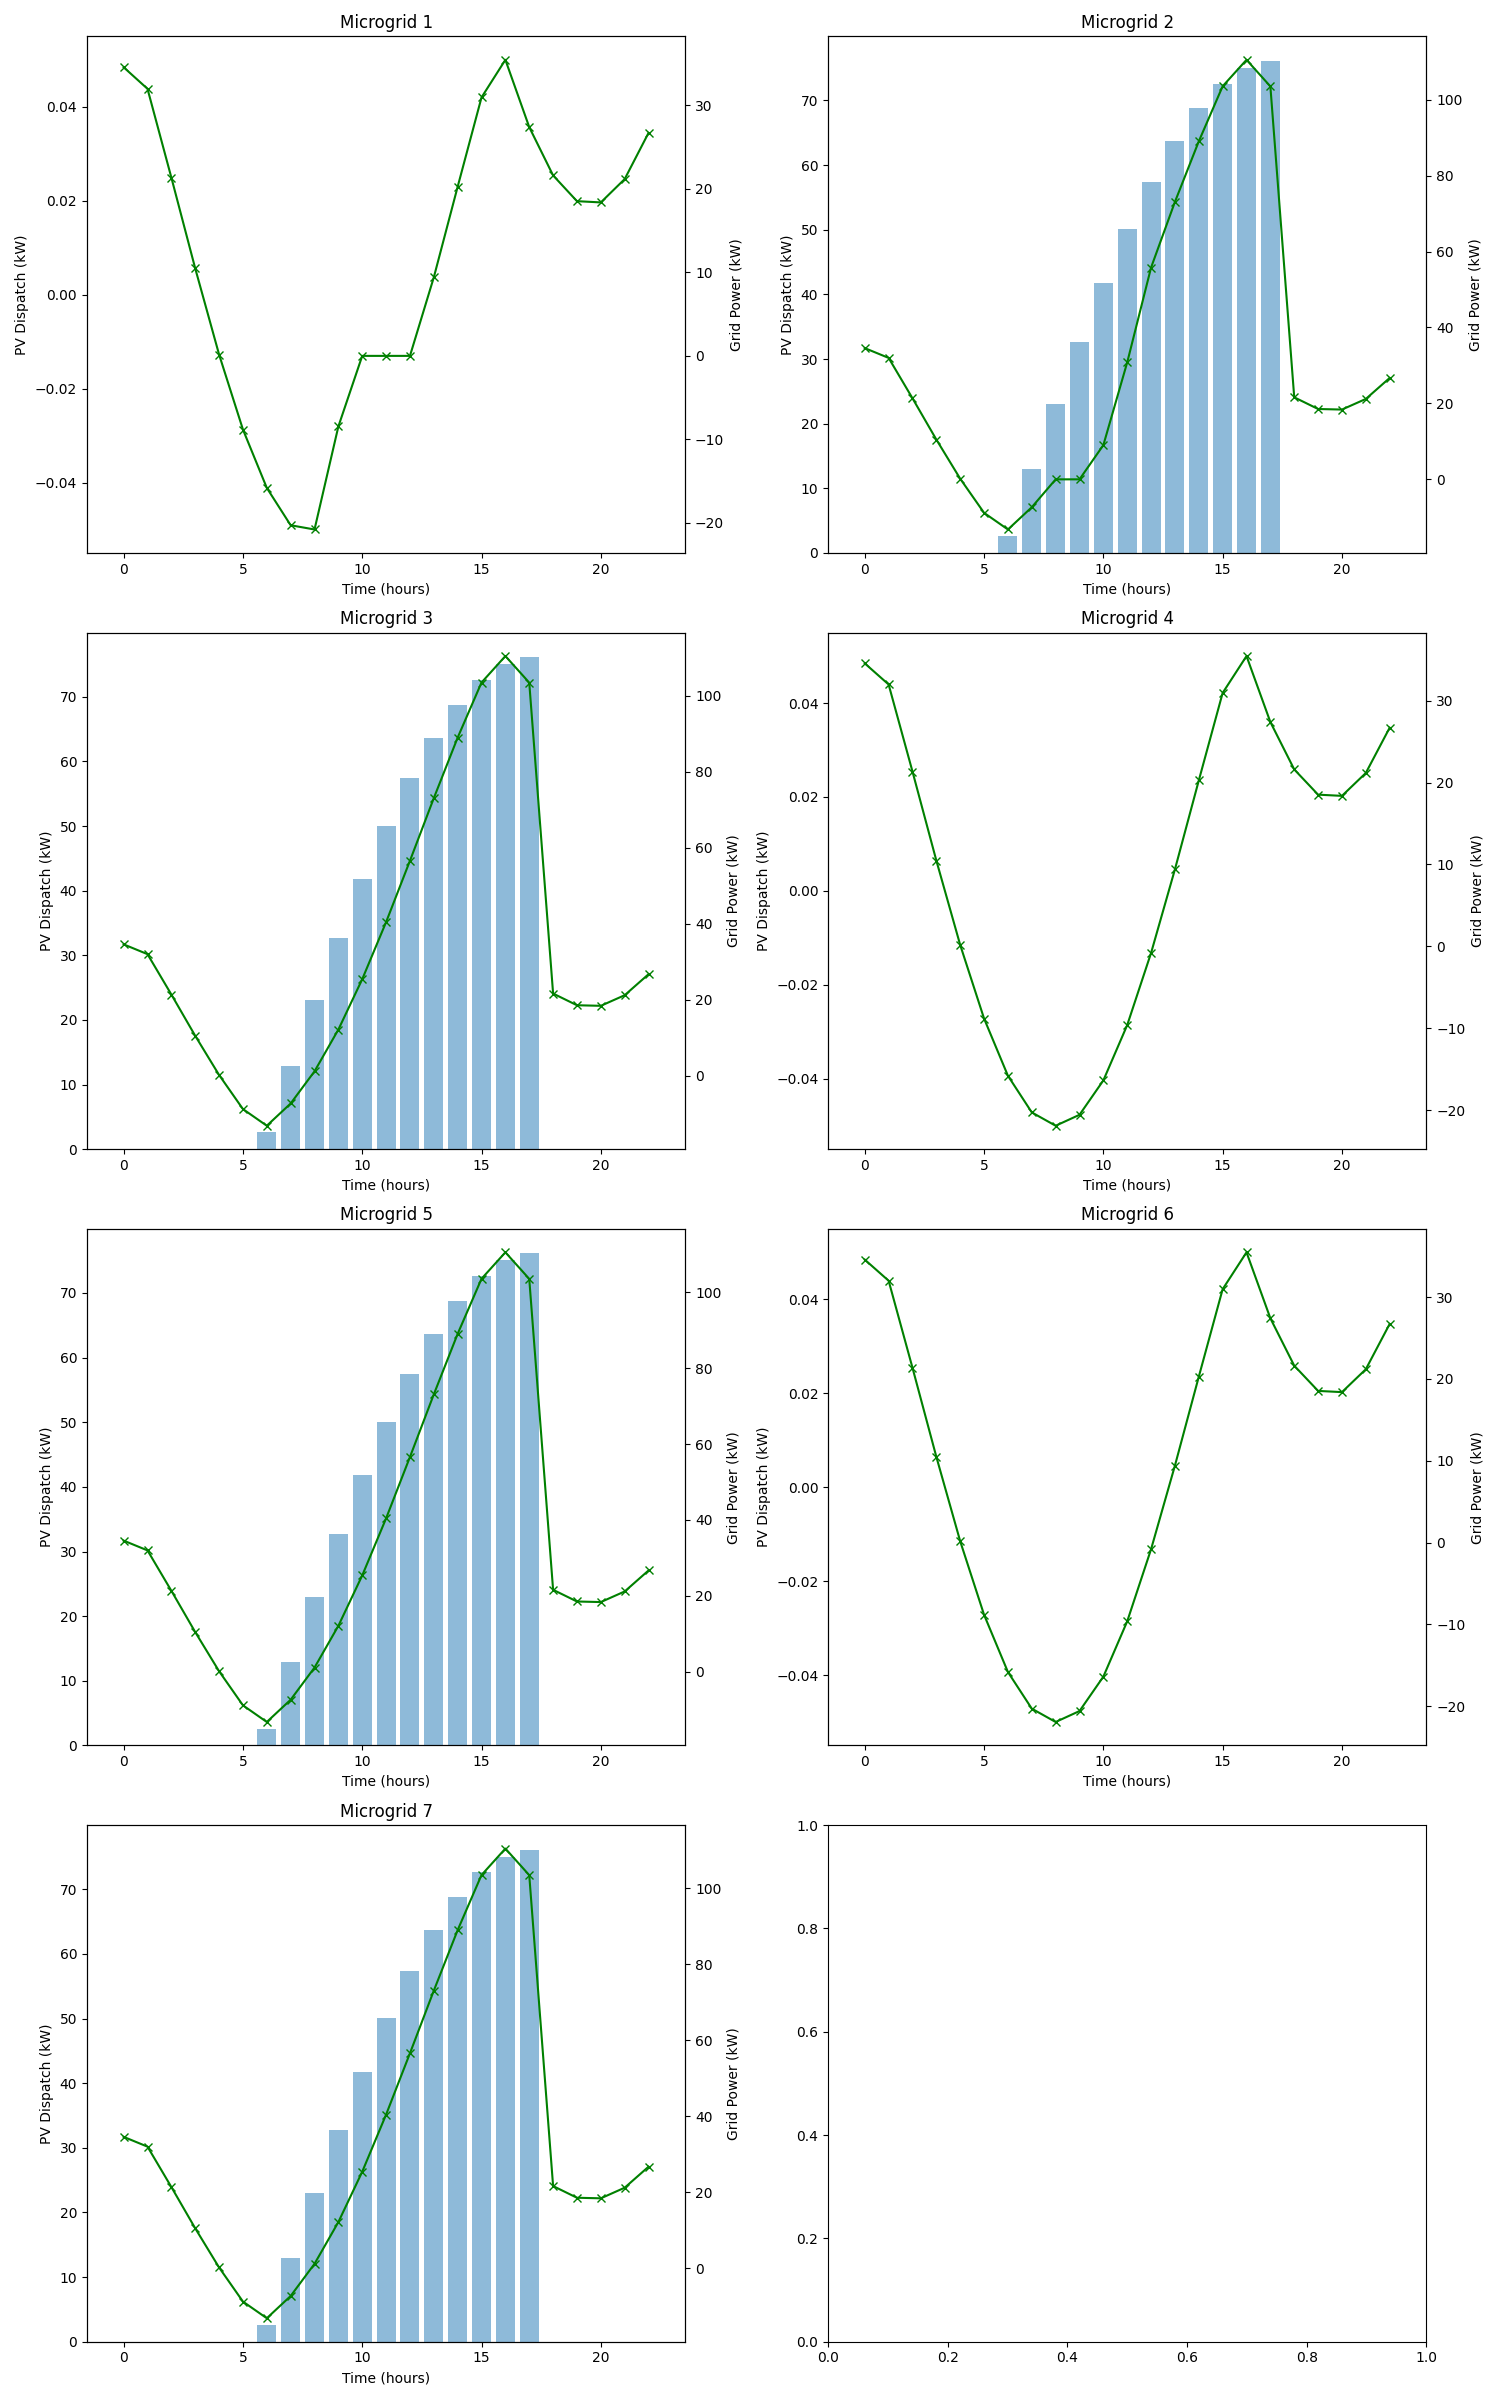 Microgrid 1
PV Dispatch (kW)
0.04
0.02
0.00
−0.02
−0.04
30
20
10
0
−10
−20
Grid Power (kW)
0 5 10 15 20
Time (hours)
Microgrid 2
PV Dispatch (kW)
70
60
50
40
30
20
10
0
100
80
60
40
20
0
Grid Power (kW)
0 5 10 15 20
Time (hours)
Microgrid 3
PV Dispatch (kW)
70
60
50
40
30
20
10
0
100
80
60
40
20
0
Grid Power (kW)
0 5 10 15 20
Time (hours)
Microgrid 4
PV Dispatch (kW)
0.04
0.02
0.00
−0.02
−0.04
30
20
10
0
−10
−20
Grid Power (kW)
0 5 10 15 20
Time (hours)
Microgrid 5
PV Dispatch (kW)
70
60
50
40
30
20
10
0
100
80
60
40
20
0
Grid Power (kW)
0 5 10 15 20
Time (hours)
Microgrid 6
PV Dispatch (kW)
0.04
0.02
0.00
−0.02
−0.04
30
20
10
0
−10
−20
Grid Power (kW)
0 5 10 15 20
Time (hours)
Microgrid 7
PV Dispatch (kW)
70
60
50
40
30
20
10
0
100
80
60
40
20
0
Grid Power (kW)
0 5 10 15 20
Time (hours)
1.0
0.8
0.6
0.4
0.2
0.0
0.0 0.2 0.4 0.6 0.8 1.0